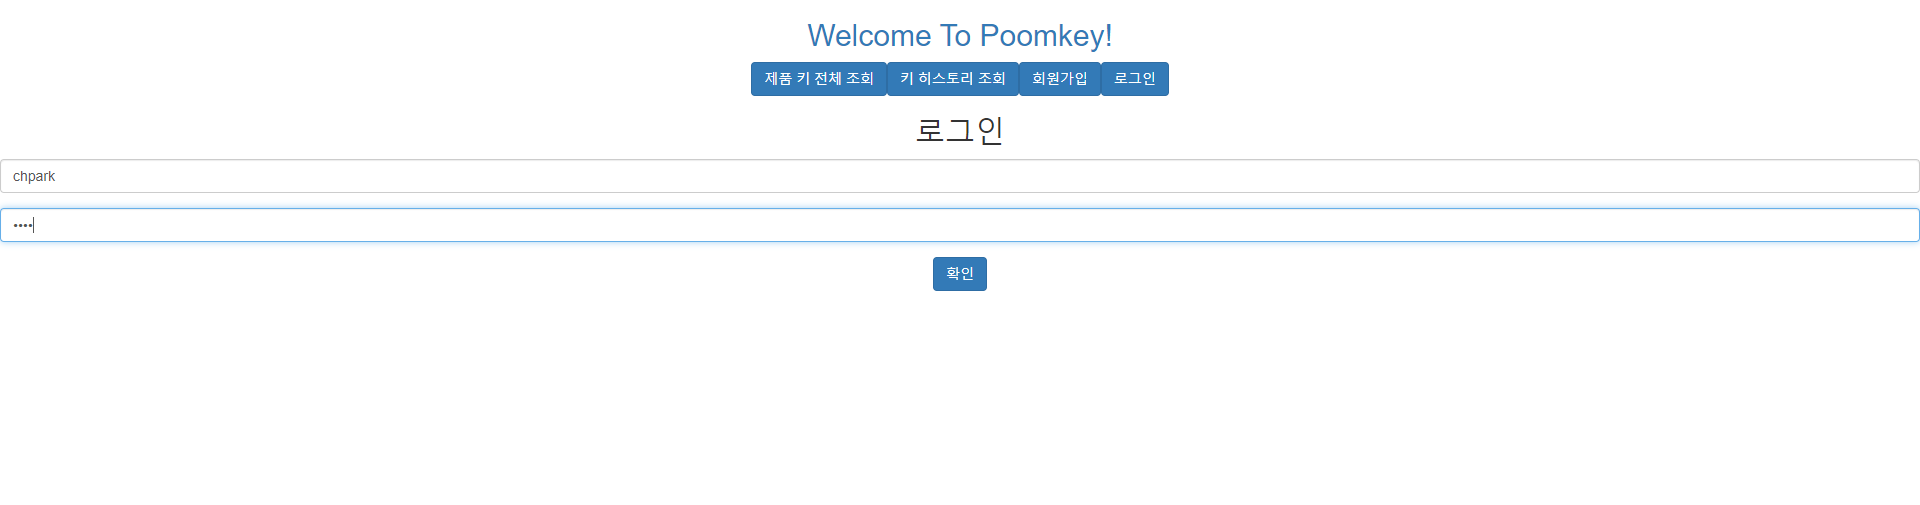 Welcome To Poomkey!
제품 키 전체 조회 키 히스토리 조회 회원가입 로그인
로그인
chpark
••••
확인